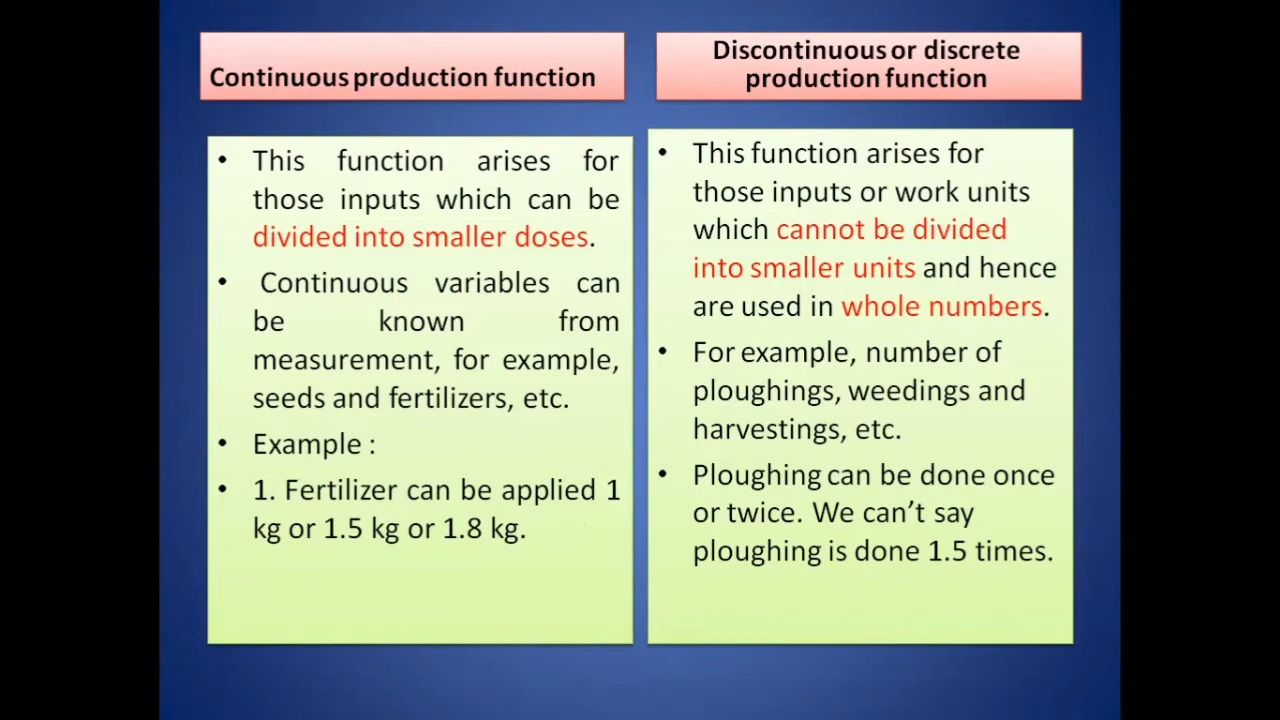 Continuous production function
• This function arises for
those inputs which can be
divided into smaller doses.
• Continuous variables can
be known from
measurement, for example,
seeds and fertilizers, etc.
• Example :
• 1. Fertilizer can be applied 1
kg or 1.5 kg or 1.8 kg.
Discontinuous or discrete
production function
• This function arises for
those inputs or work units
which cannot be divided
into smaller units and hence
are used in whole numbers.
• For example, number of
ploughings, weedings and
harvestings, etc.
• Ploughing can be done once
or twice. We can’t say
ploughing is done 1.5 times.